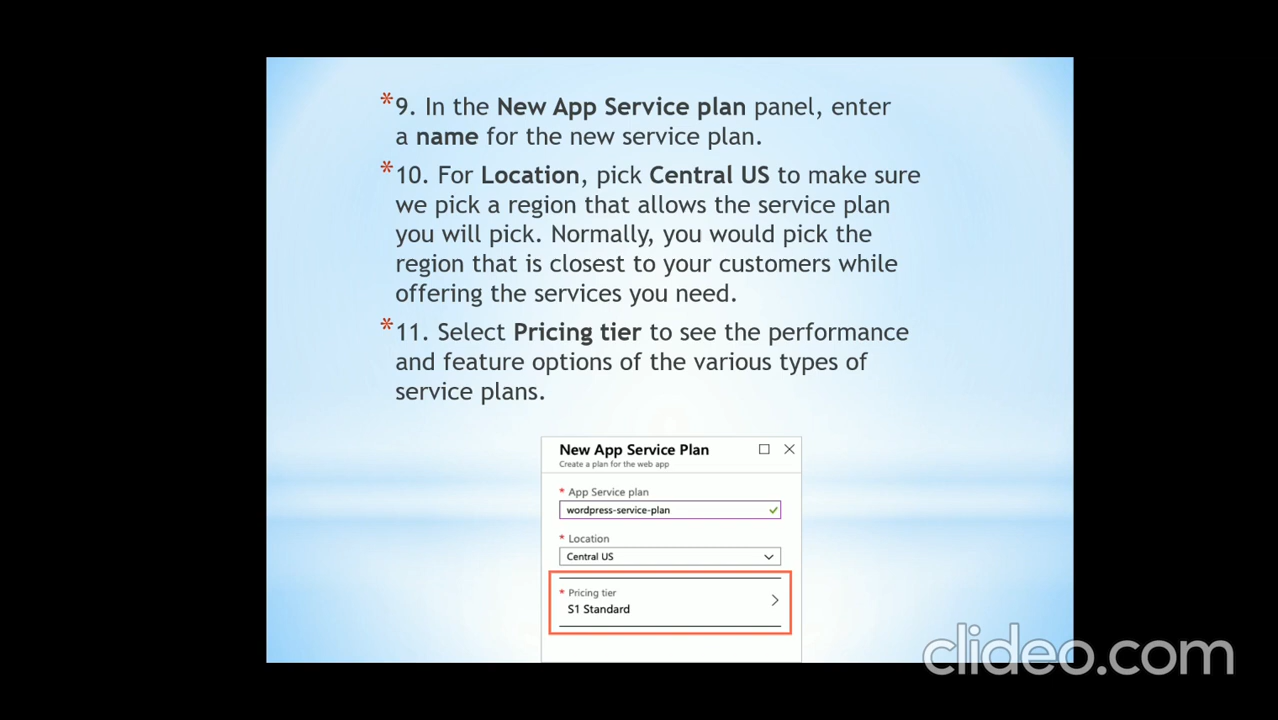 *9. In the New App Service plan panel, enter
a name for the new service plan.
*10. For Location, pick Central US to make sure
we pick a region that allows the service plan
you will pick. Normally, you would pick the
region that is closest to your customers while
offering the services you need.
*11. Select Pricing tier to see the performance
and feature options of the various types of
service plans.
New App Service Plan
Create a plan for the web app
* App Service plan
wordpress-service-plan
* Location
Central US
* Pricing tier
S1 Standard
clideo.com